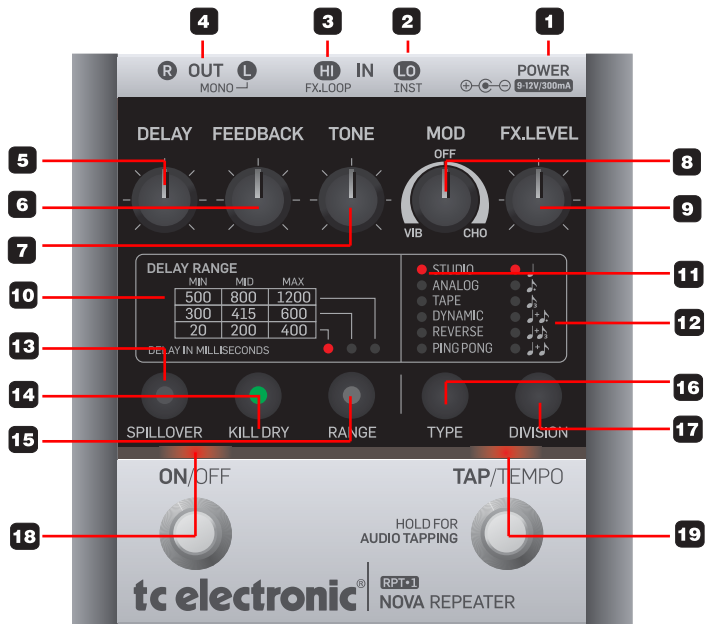 4 3 2 1
R OUT L HI IN LO POWER
MONO FX.LOOP INST 9-12V/300mA
DELAY FEEDBACK TONE MOD FX.LEVEL
OFF
5
8
6
9
7
VIB CHO
DELAY RANGE
MIN MID MAX
500 800 1200
300 415 600
20 200 400
DELAY IN MILLISECONDS
10
STUDIO
ANALOG
TAPE
DYNAMIC
REVERSE
PING PONG
11
12
13
14
15
16
17
SPILLOVER KILL DRY RANGE TYPE DIVISION
ON/OFF TAP/TEMPO
18
HOLD FOR
AUDIO TAPPING
19
tc electronic® RPT•1
NOVA REPEATER